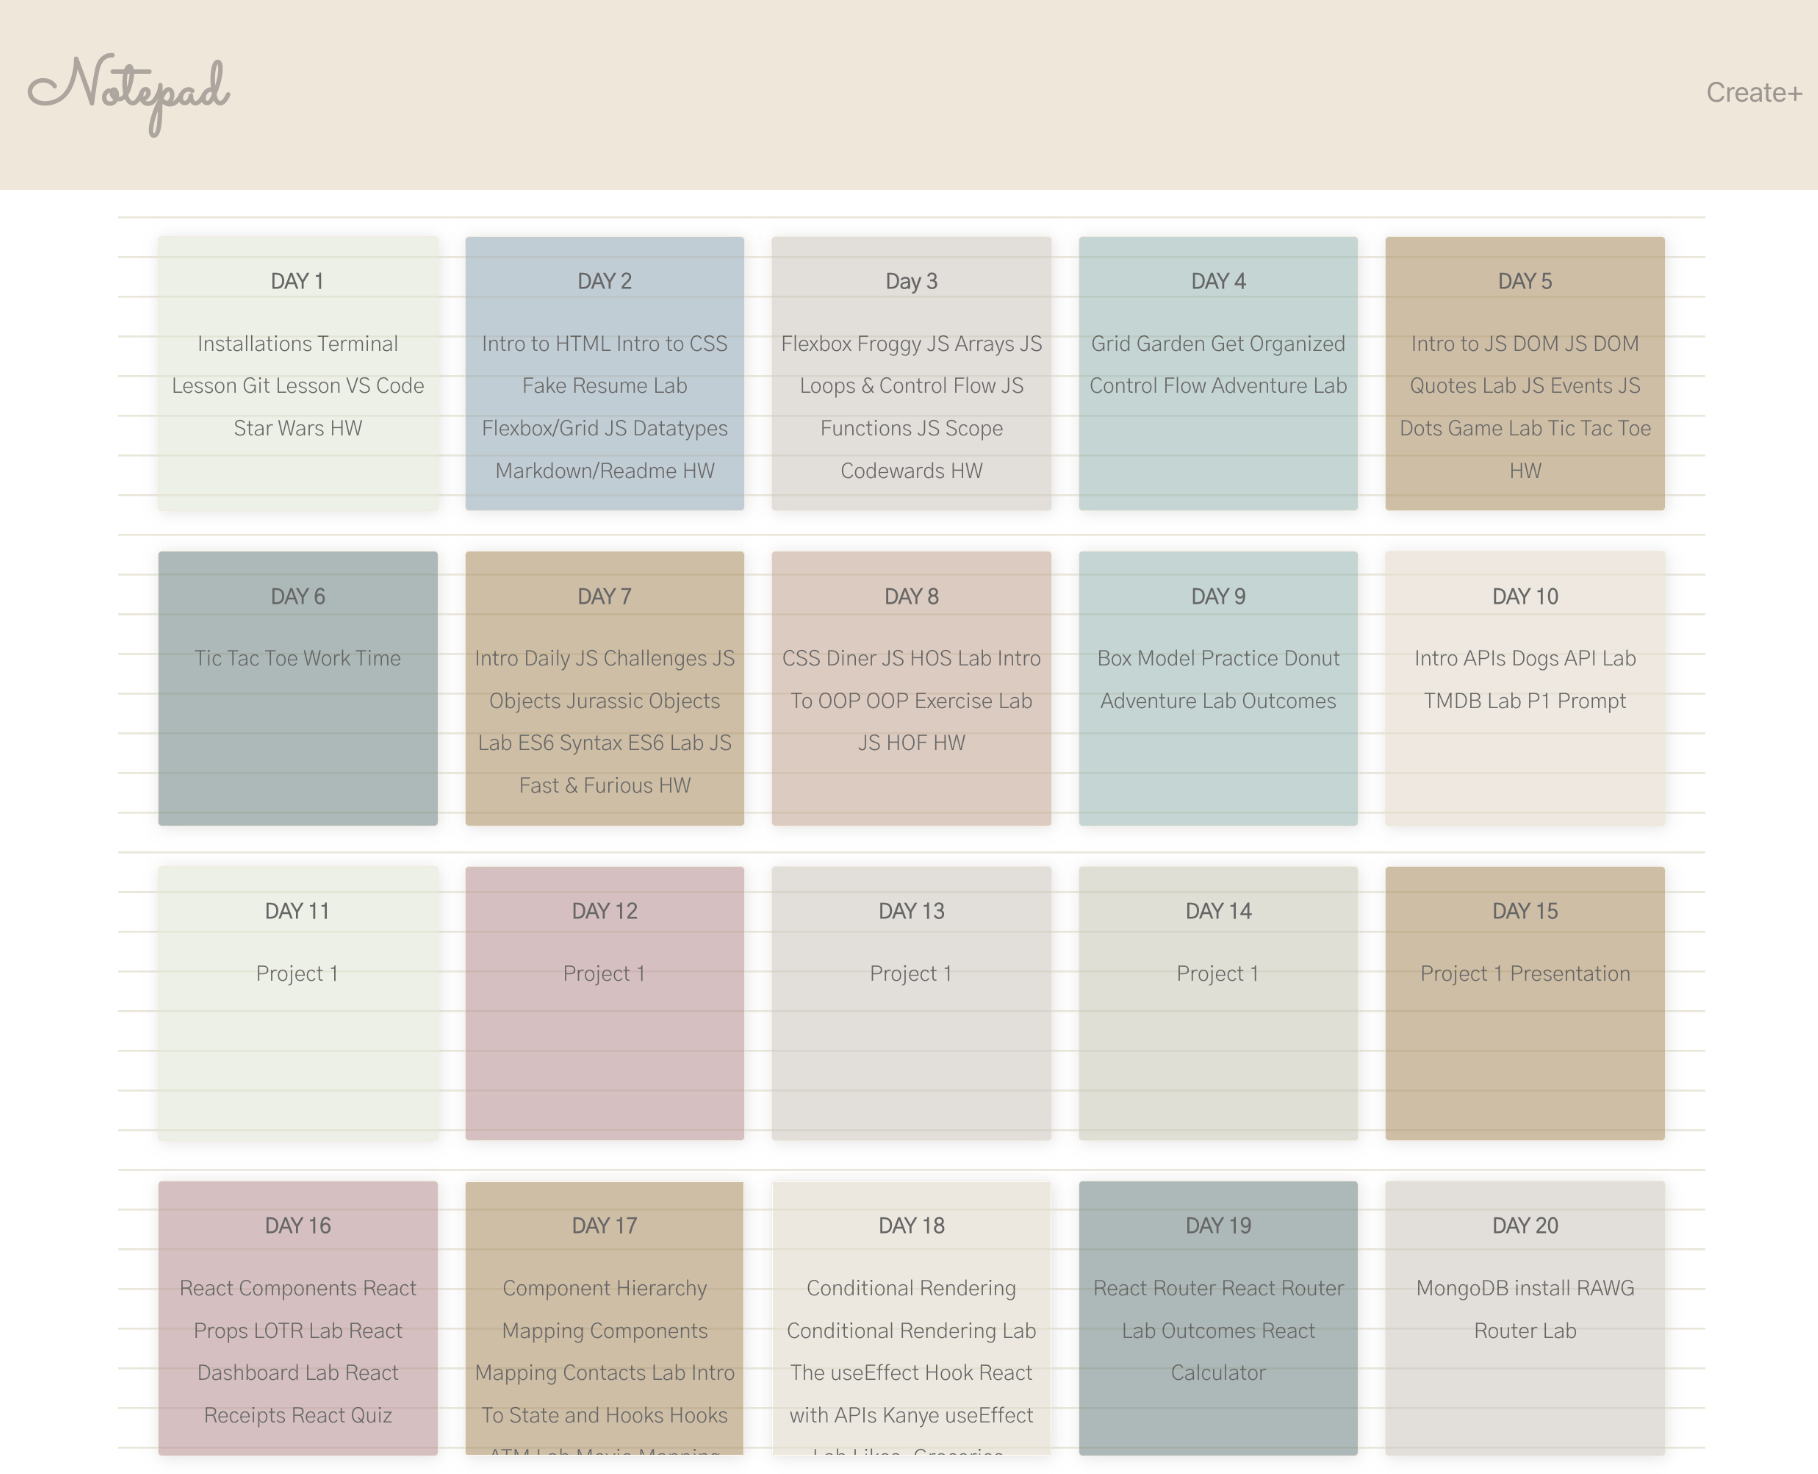 Notepad
Create+
DAY 1
Installations Terminal
Lesson Git Lesson VS Code
Star Wars HW
DAY 2
Intro to HTML Intro to CSS
Fake Resume Lab
Flexbox/Grid JS Datatypes
Markdown/Readme HW
Day 3
Flexbox Froggy JS Arrays JS
Loops & Control Flow JS
Functions JS Scope
Codewards HW
DAY 4
Grid Garden Get Organized
Control Flow Adventure Lab
DAY 5
Intro to JS DOM JS DOM
Quotes Lab JS Events JS
Dots Game Lab Tic Tac Toe
HW
DAY 6
Tic Tac Toe Work Time
DAY 7
Intro Daily JS Challenges JS
Objects Jurassic Objects
Lab ES6 Syntax ES6 Lab JS
Fast & Furious HW
DAY 8
CSS Diner JS HOS Lab Intro
To OOP OOP Exercise Lab
JS HOF HW
DAY 9
Box Model Practice Donut
Adventure Lab Outcomes
DAY 10
Intro APIs Dogs API Lab
TMDB Lab P1 Prompt
DAY 11
Project 1
DAY 12
Project 1
DAY 13
Project 1
DAY 14
Project 1
DAY 15
Project 1 Presentation
DAY 16
React Components React
Props LOTR Lab React
Dashboard Lab React
Receipts React Quiz
DAY 17
Component Hierarchy
Mapping Components
Mapping Contacts Lab Intro
To State and Hooks Hooks
ATM Lab Movie Mapping
DAY 18
Conditional Rendering
Conditional Rendering Lab
The useEffect Hook React
with APIs Kanye useEffect
Lab Likes
DAY 19
React Router React Router
Lab Outcomes React
Calculator
DAY 20
MongoDB install RAWG
Router Lab